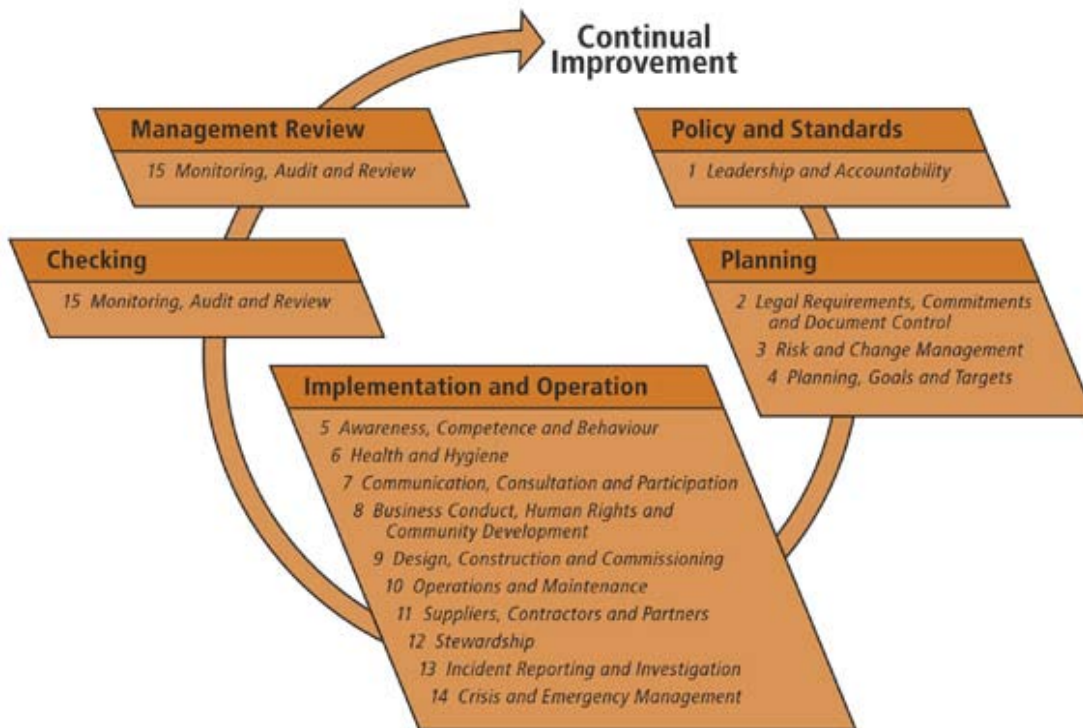 Continual
Improvement
Management Review
15 Monitoring, Audit and Review
Policy and Standards
1 Leadership and Accountability
Checking
15 Monitoring, Audit and Review
Planning
2 Legal Requirements, Commitments
and Document Control
3 Risk and Change Management
4 Planning, Goals and Targets
Implementation and Operation
5 Awareness, Competence and Behaviour
6 Health and Hygiene
7 Communication, Consultation and Participation
8 Business Conduct, Human Rights and
Community Development
9 Design, Construction and Commissioning
10 Operations and Maintenance
11 Suppliers, Contractors and Partners
12 Stewardship
13 Incident Reporting and Investigation
14 Crisis and Emergency Management